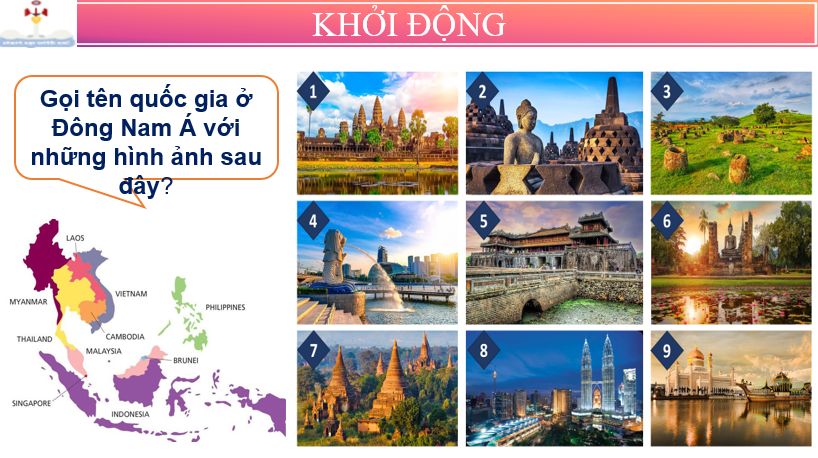 KHỞI ĐỘNG
Gọi tên quốc gia ở
Đông Nam Á với
những hình ảnh sau
đây?
1
2
3
4
5
6
7
8
9
LAOS
MYANMAR
VIETNAM
PHILIPPINES
THAILAND
CAMBODIA
MALAYSIA
BRUNEI
SINGAPORE
INDONESIA